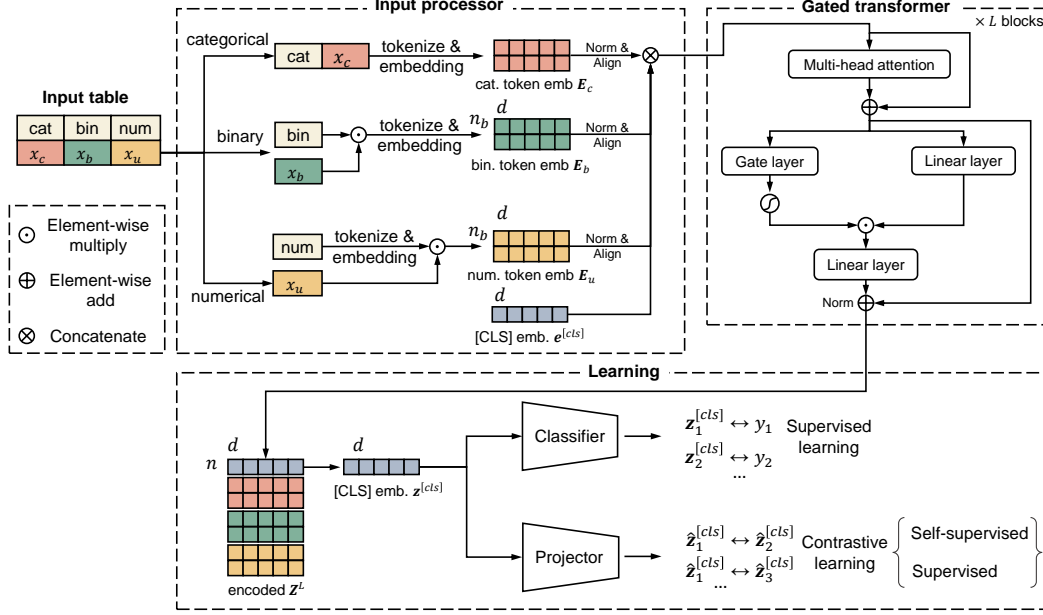 Input processor
Gated transformer
× L blocks
categorical
cat
x_c
tokenize &
embedding
Norm &
Align
cat. token emb E_c
Multi-head attention
Input table
cat bin num
x_c x_b x_u
binary
bin
x_b
tokenize &
embedding
n_b
d
Norm &
Align
bin. token emb E_b
Gate layer
Linear layer
Element-wise
multiply
Element-wise
add
Concatenate
numerical
num
x_u
tokenize &
embedding
n_b
d
Norm &
Align
num. token emb E_u
d
[CLS] emb. e^[cls]
Linear layer
Norm
Learning
n
d
encoded Z^L
d
[CLS] emb. z^[cls]
Classifier
z_1^[cls] ↔ y_1
z_2^[cls] ↔ y_2
...
Supervised
learning
Projector
ẑ_1^[cls] ↔ ẑ_2^[cls]
ẑ_1^[cls] ↔ ẑ_3^[cls]
...
Contrastive
learning
Self-supervised
Supervised